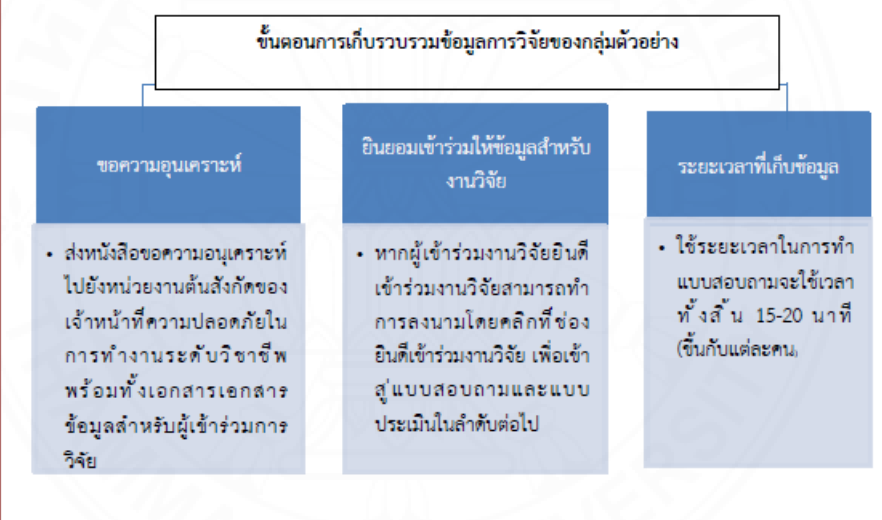 ขั้นตอนการเก็บรวบรวมข้อมูลการวิจัยของกลุ่มตัวอย่าง
ขอความอุนเคราะห์
ยินยอมเข้าร่วมให้ข้อมูลสำหรับ
งานวิจัย
ระยะเวลาที่เก็บข้อมูล
• ส่งหนังสือขอความอนุเคราะห์
ไปยังหน่วยงานต้นสังกัดของ
เจ้าหน้าที่ความปลอดภัยใน
การทำงานระดับวิชาชีพ
พร้อมทั้งเอกสารเอกสาร
ข้อมูลสำหรับผู้เข้าร่วมการ
วิจัย
• หากผู้เข้าร่วมงานวิจัยยินดี
เข้าร่วมงานวิจัยสามารถทำ
การลงนามโดยคลิกที่ช่อง
ยินดีเข้าร่วมงานวิจัย เพื่อเข้า
สู่แบบสอบถามและแบบ
ประเมินในลำดับต่อไป
• ใช้ระยะเวลาในการทำ
แบบสอบถามจะใช้เวลา
ทั้งสิ้น 15-20 นาที
(ขึ้นกับแต่ละคน,